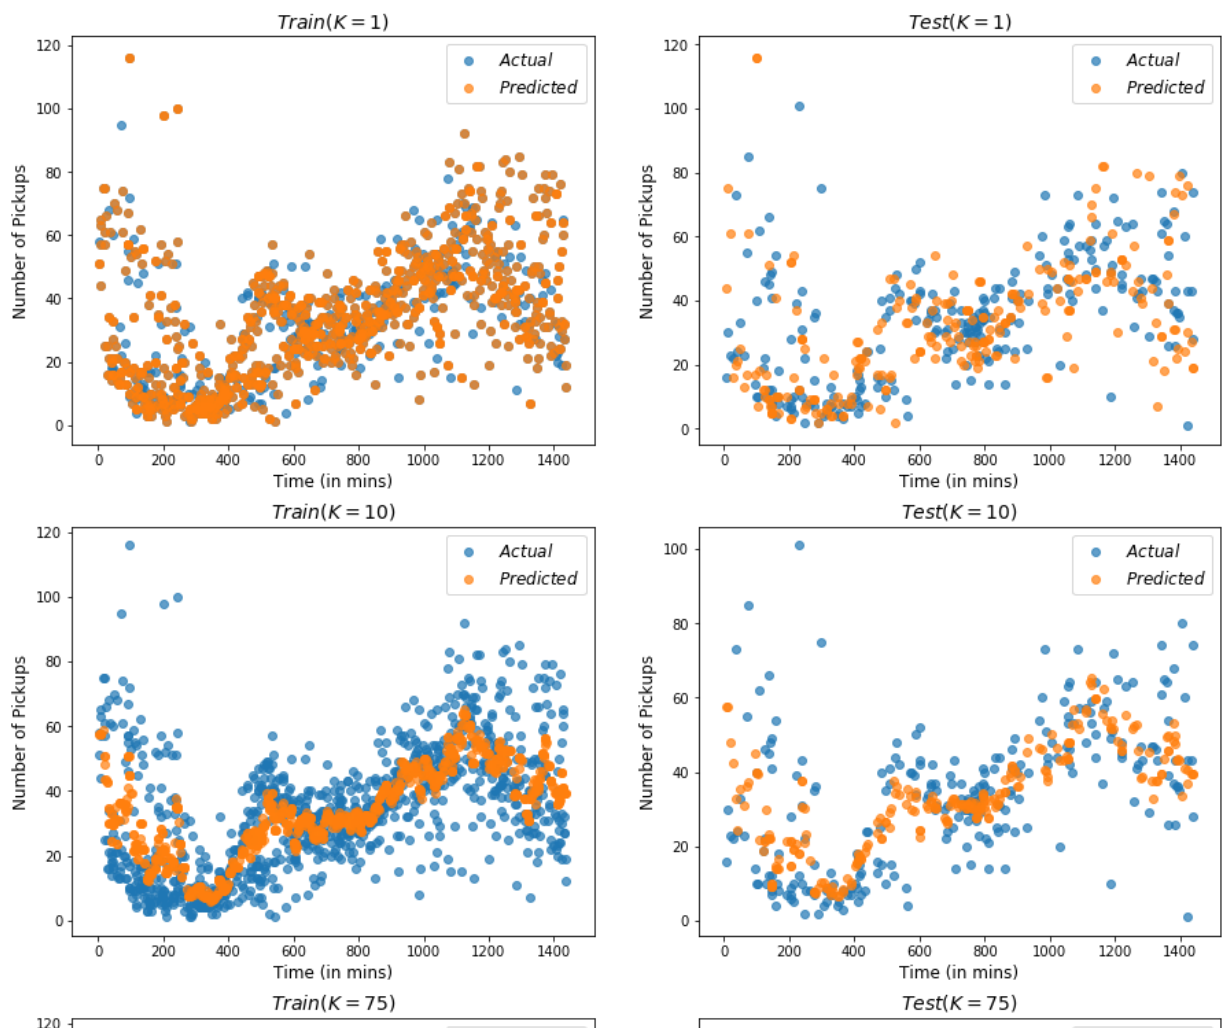 Train(K = 1)
120
100
80
60
40
20
0
Number of Pickups
Actual
Predicted
0 200 400 600 800 1000 1200 1400
Time (in mins)
Test(K = 1)
120
100
80
60
40
20
0
Number of Pickups
Actual
Predicted
0 200 400 600 800 1000 1200 1400
Time (in mins)
Train(K = 10)
120
100
80
60
40
20
0
Number of Pickups
Actual
Predicted
0 200 400 600 800 1000 1200 1400
Time (in mins)
Test(K = 10)
100
80
60
40
20
0
Number of Pickups
Actual
Predicted
0 200 400 600 800 1000 1200 1400
Time (in mins)
Train(K = 75)
120
Test(K = 75)